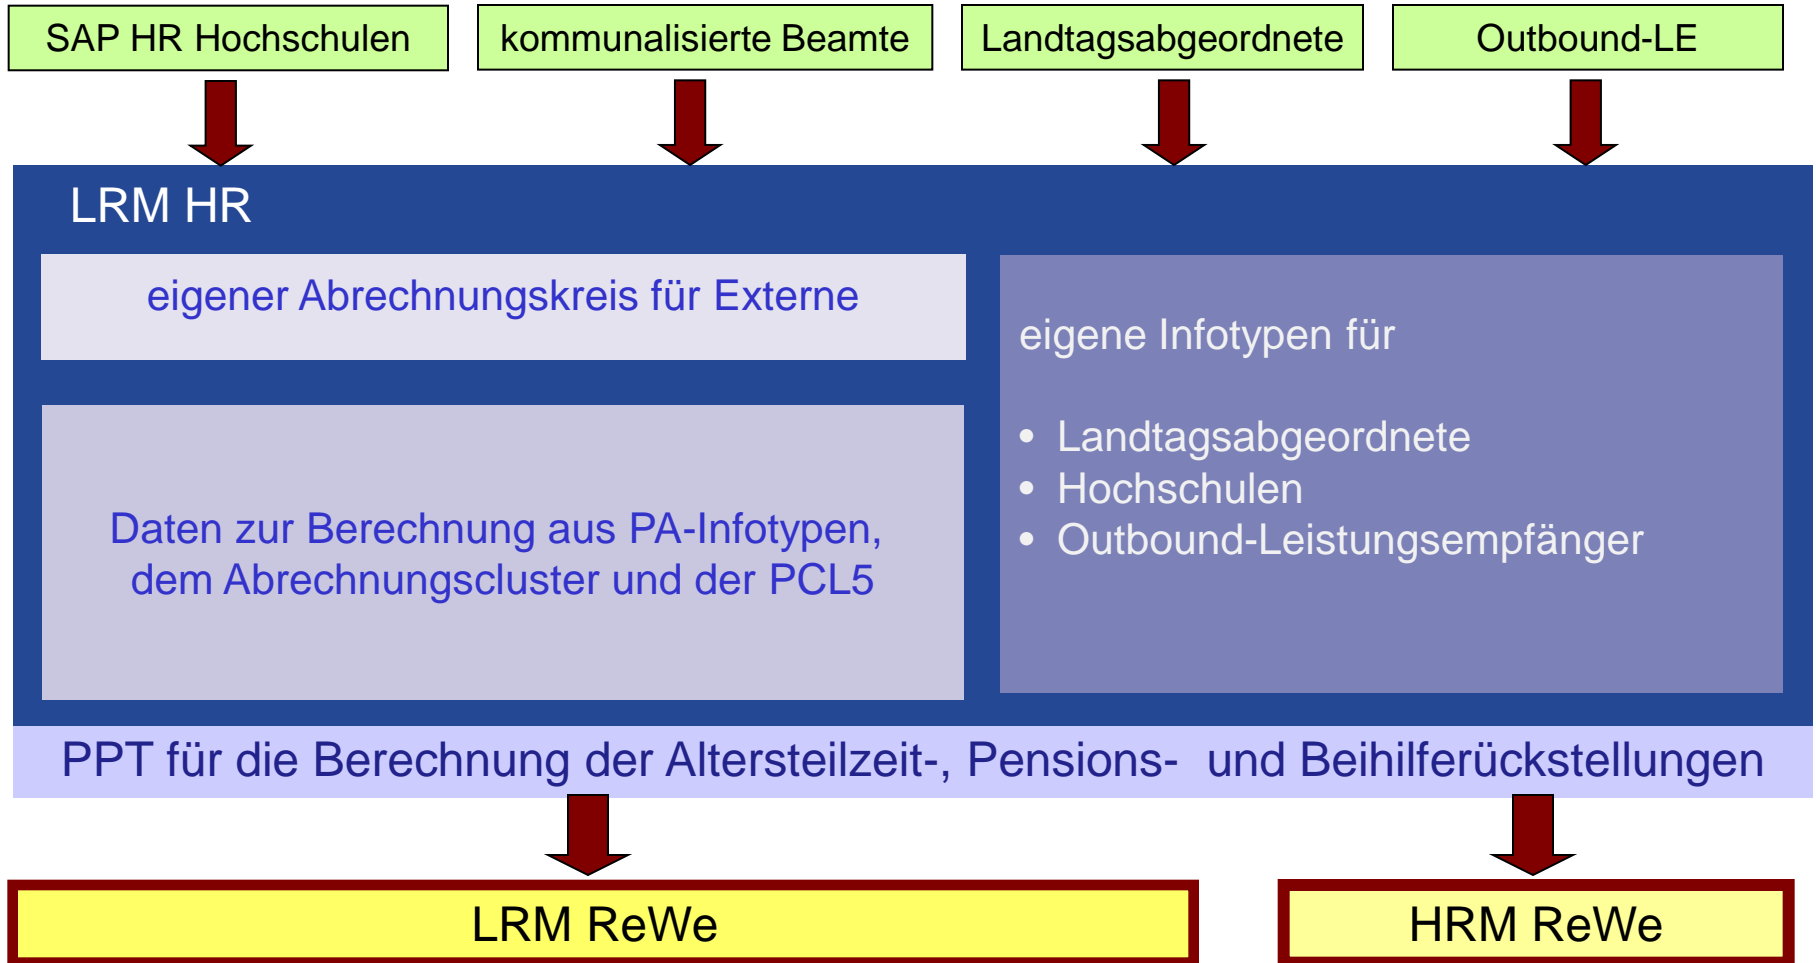 SAP HR Hochschulen
kommunalisierte Beamte
Landtagsabgeordnete
Outbound-LE
LRM HR
eigener Abrechnungskreis für Externe
Daten zur Berechnung aus PA-Infotypen,
dem Abrechnungscluster und der PCL5
eigene Infotypen für
• Landtagsabgeordnete
• Hochschulen
• Outbound-Leistungsempfänger
PPT für die Berechnung der Altersteilzeit-, Pensions- und Beihilferückstellungen
LRM ReWe
HRM ReWe